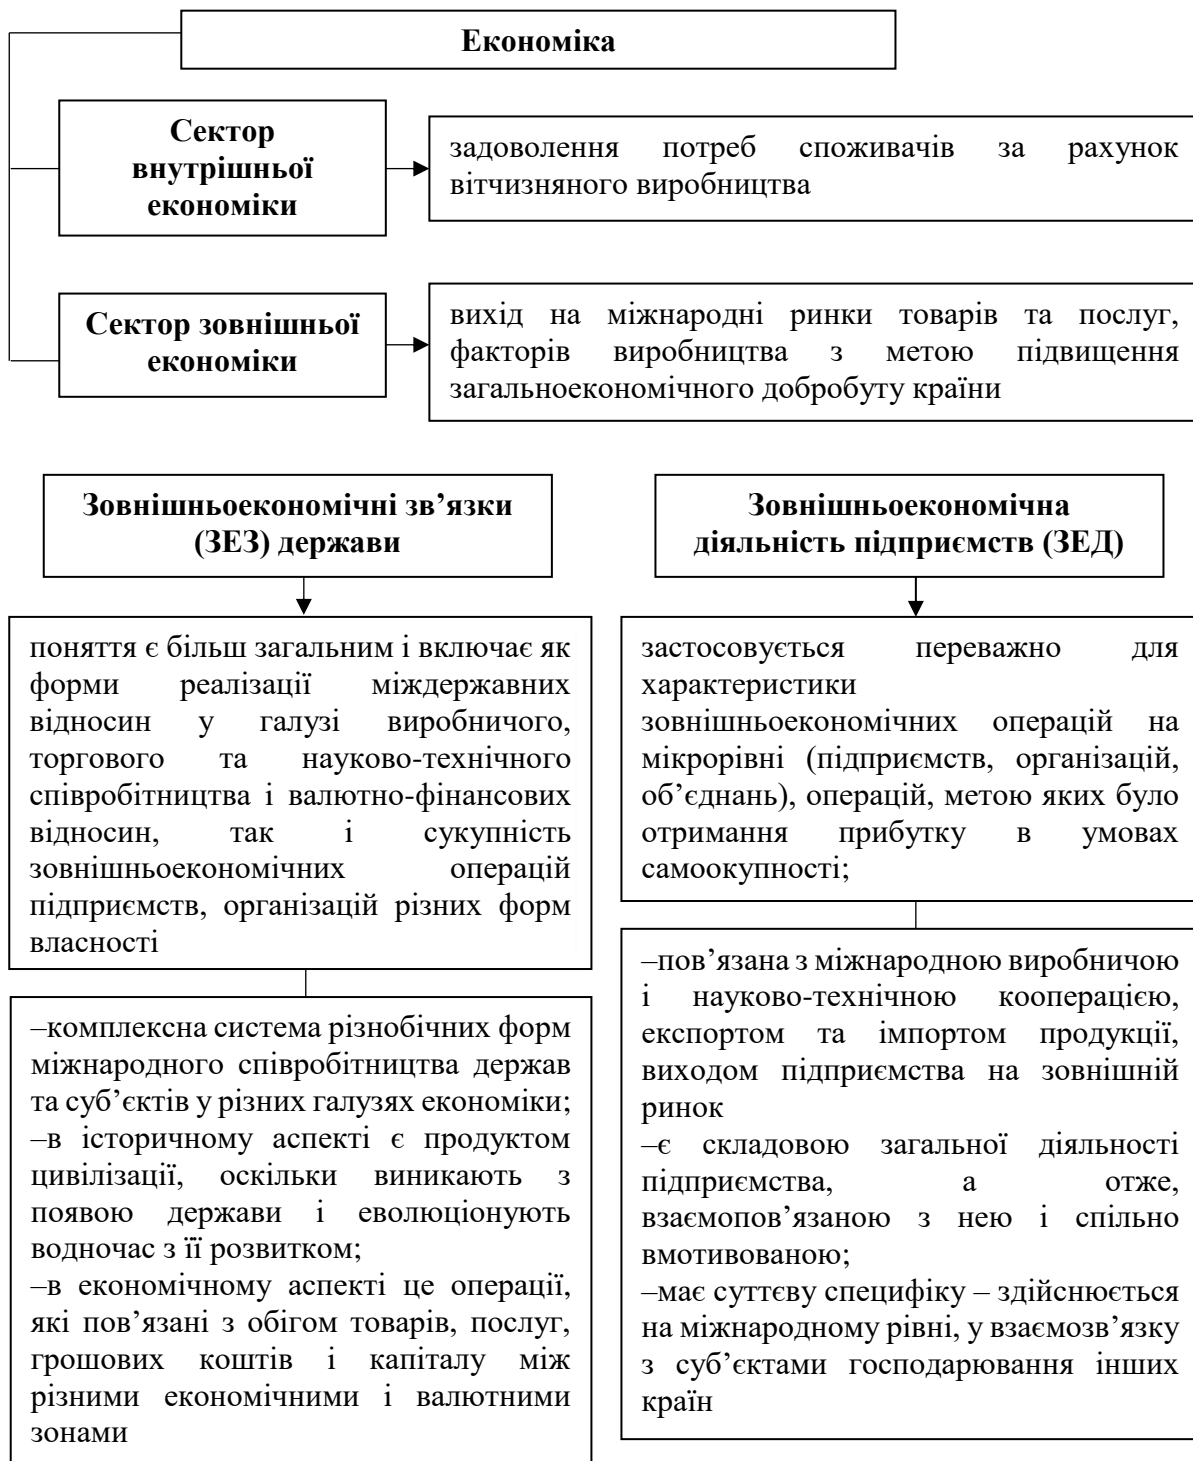 Економіка
Сектор
внутрішньої
економіки
задоволення потреб споживачів за рахунок
вітчизняного виробництва
Сектор зовнішньої
економіки
вихід на міжнародні ринки товарів та послуг,
факторів виробництва з метою підвищення
загальноекономічного добробуту країни
Зовнішньоекономічні зв’язки
(ЗЕЗ) держави
поняття є більш загальним і включає як
форми реалізації міждержавних
відносин у галузі виробничого,
торгового та науково-технічного
співробітництва і валютно-фінансових
відносин, так і сукупність
зовнішньоекономічних операцій
підприємств, організацій різних форм
власності
–комплексна система різнобічних форм
міжнародного співробітництва держав
та суб’єктів у різних галузях економіки;
–в історичному аспекті є продуктом
цивілізації, оскільки виникають з
появою держави і еволюціонують
водночас з її розвитком;
–в економічному аспекті це операції,
які пов’язані з обігом товарів, послуг,
грошових коштів і капіталу між
різними економічними і валютними
зонами
Зовнішньоекономічна
діяльність підприємств (ЗЕД)
застосовується переважно для
характеристики
зовнішньоекономічних операцій на
мікрорівні (підприємств, організацій,
об’єднань), операцій, метою яких було
отримання прибутку в умовах
самоокупності;
–пов’язана з міжнародною виробничою
і науково-технічною кооперацією,
експортом та імпортом продукції,
виходом підприємства на зовнішній
ринок
–є складовою загальної діяльності
підприємства, а отже,
взаємопов’язаною з нею і спільно
вмотивованою;
–має суттєву специфіку – здійснюється
на міжнародному рівні, у взаємозв’язку
з суб’єктами господарювання інших
країн